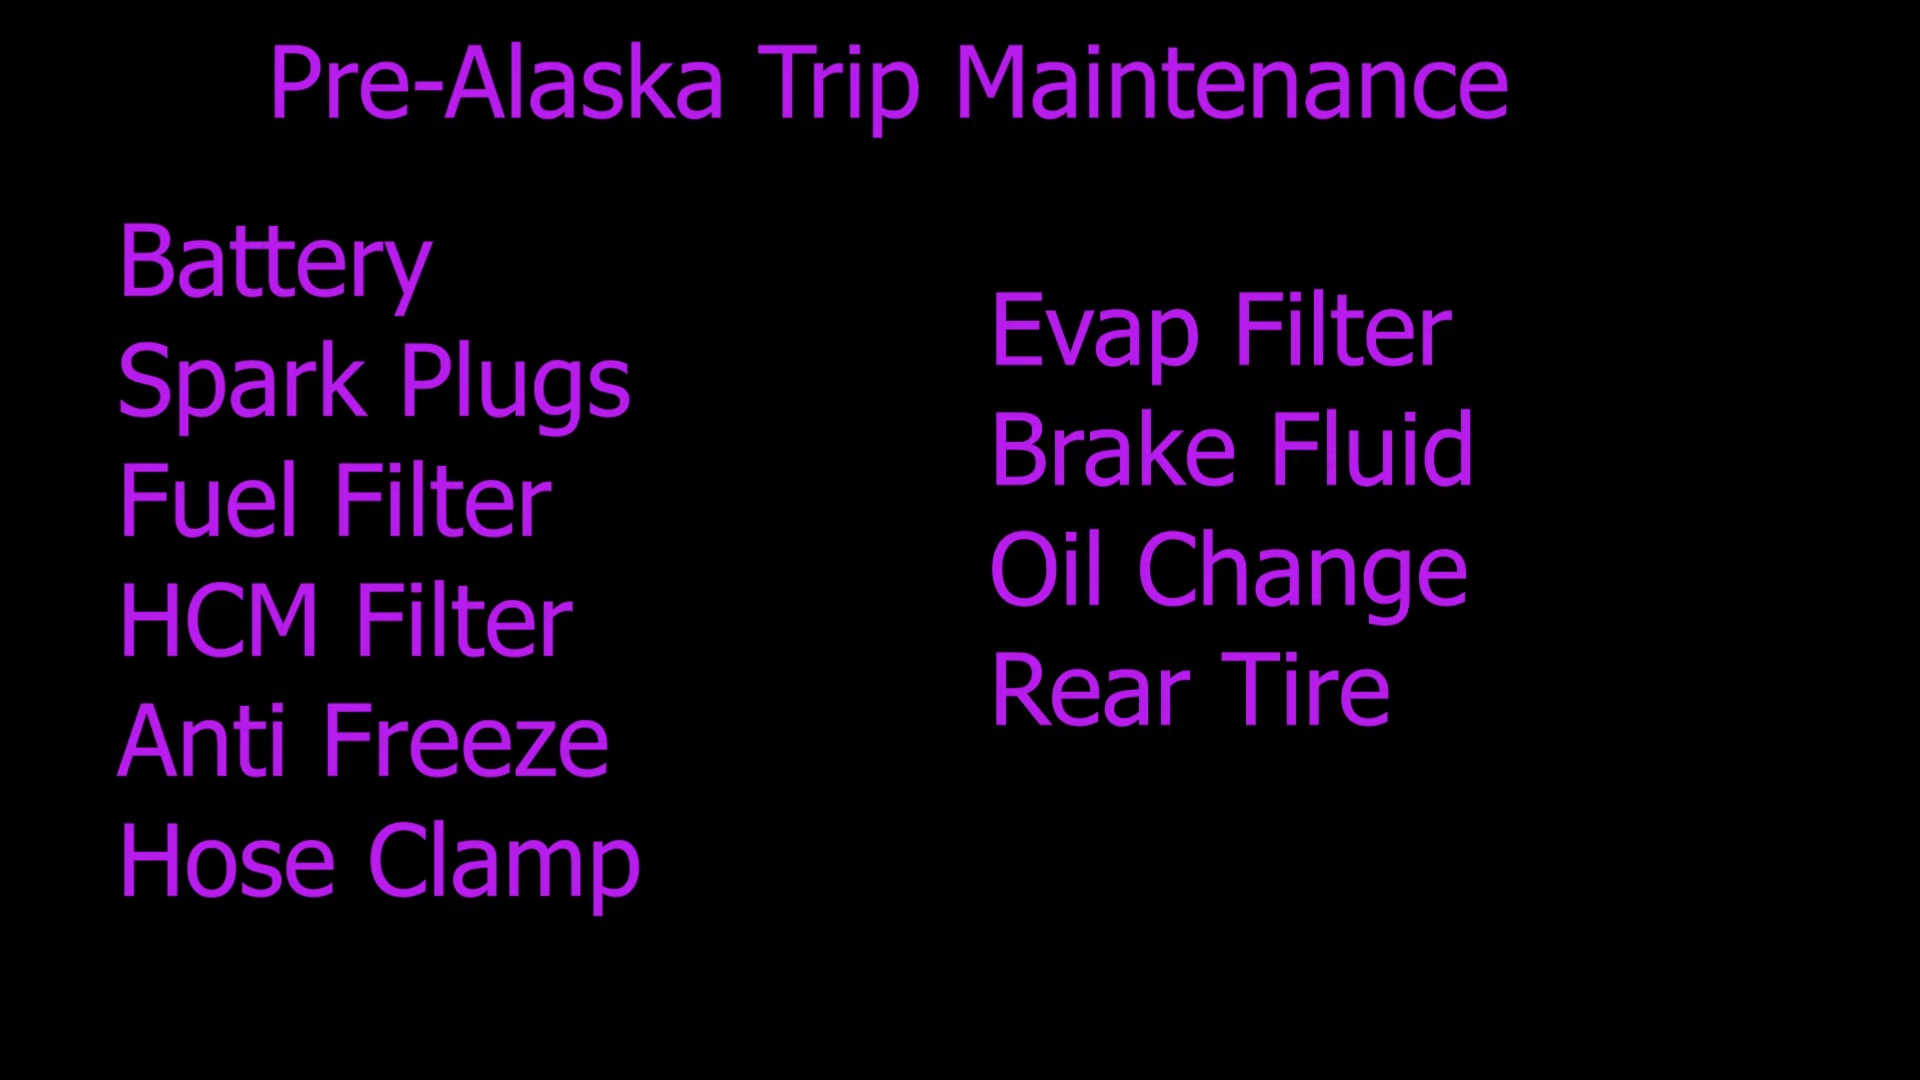 Pre-Alaska Trip Maintenance
Battery
Spark Plugs
Fuel Filter
HCM Filter
Anti Freeze
Hose Clamp
Evap Filter
Brake Fluid
Oil Change
Rear Tire